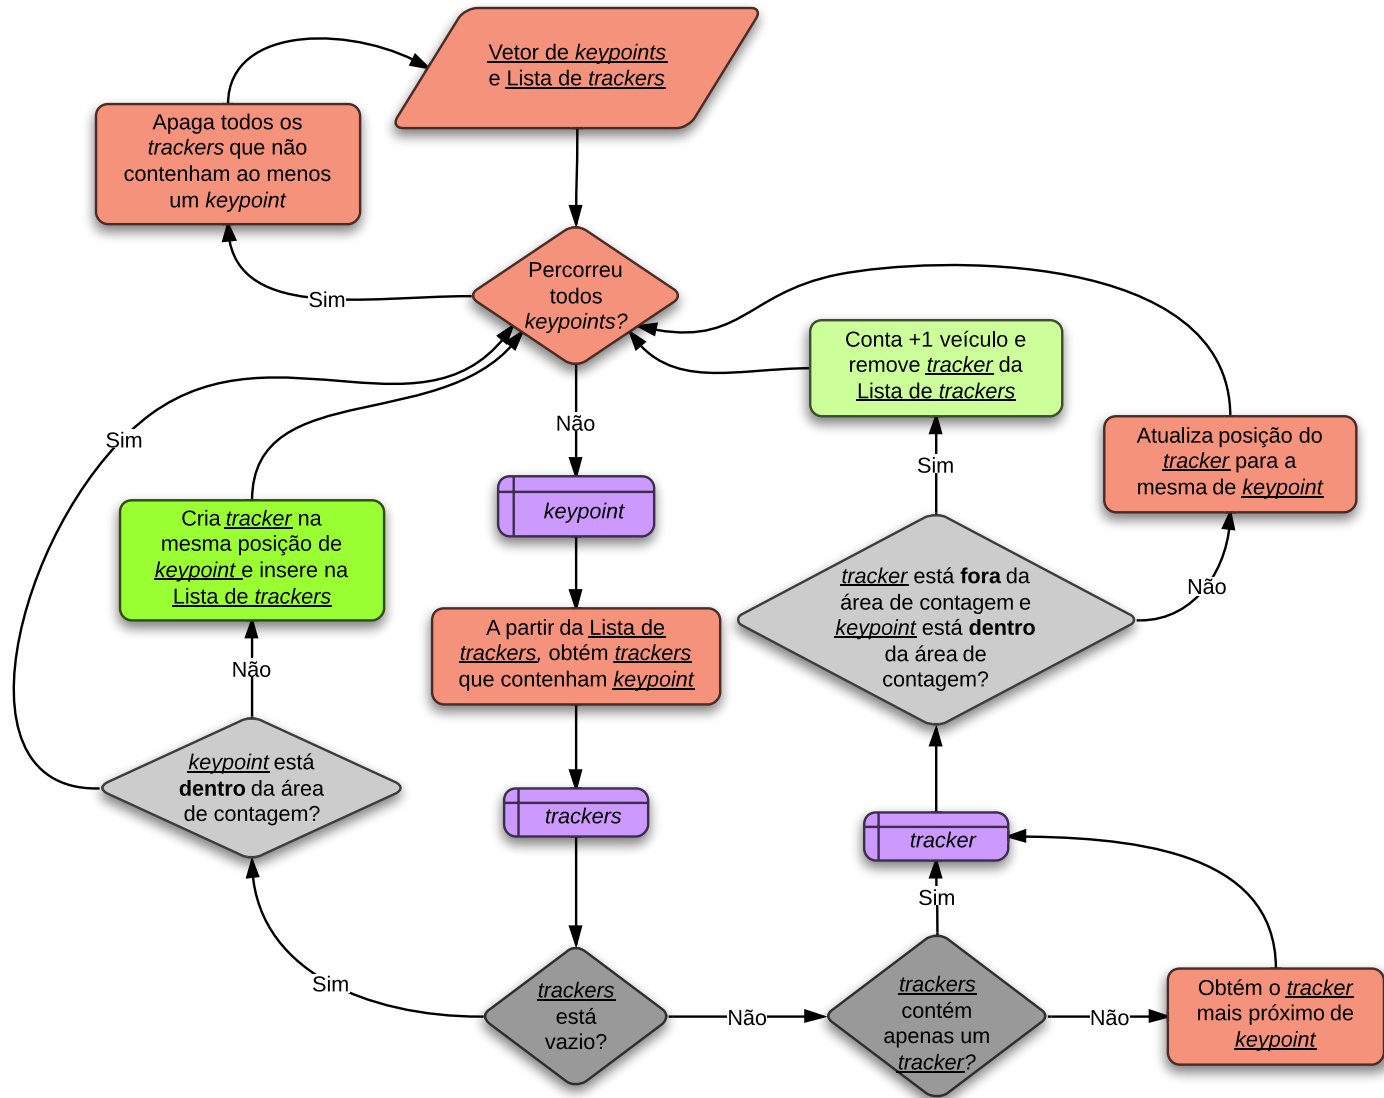 Vetor de keypoints
e Lista de trackers
Apaga todos os
trackers que não
contenham ao menos
um keypoint
Percorreu
todos
keypoints?
Sim
Não
Conta +1 veículo e
remove tracker da
Lista de trackers
Atualiza posição do
tracker para a
mesma de keypoint
Sim
Sim
Não
keypoint
Cria tracker na
mesma posição de
keypoint e insere na
Lista de trackers
Não
A partir da Lista de
trackers, obtém trackers
que contenham keypoint
tracker está fora da
área de contagem e
keypoint está dentro
da área de
contagem?
keypoint está
dentro da área
de contagem?
trackers
tracker
Sim
Sim
trackers
está
vazio?
Não
trackers
contém
apenas um
tracker?
Não
Obtém o tracker
mais próximo de
keypoint